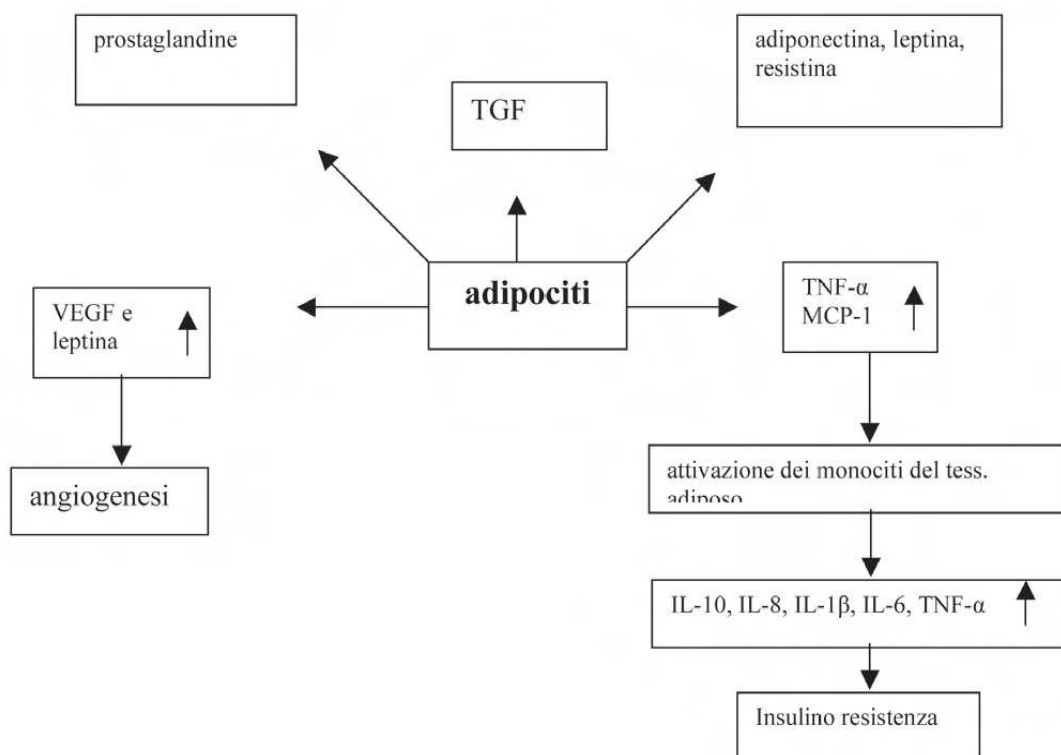 prostaglandine
adiponectina, leptina,
resistina
TGF
adipociti
VEGF e
leptina
TNF-α
MCP-1
angiogenesi
attivazione dei monociti del tess.
adiposo
IL-10, IL-8, IL-1β, IL-6, TNF-α
Insulino resistenza